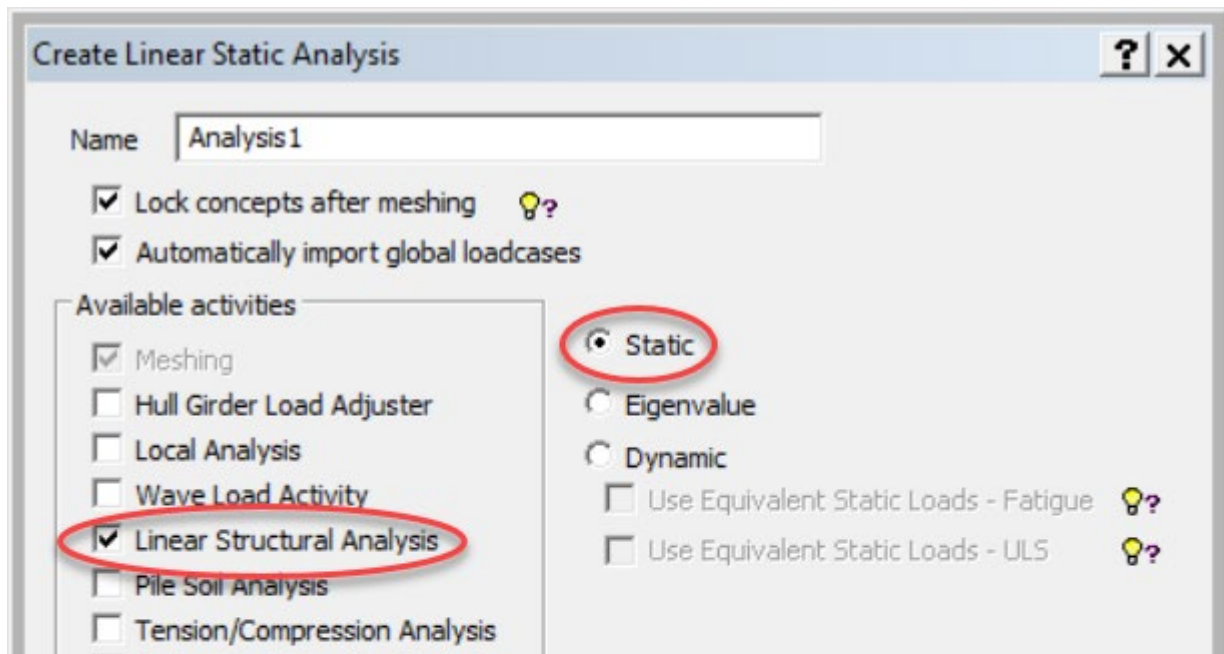 Create Linear Static Analysis
? X
Name Analysis1
Lock concepts after meshing ?
Automatically import global loadcases
Available activities
Meshing
Hull Girder Load Adjuster
Local Analysis
Wave Load Activity
Linear Structural Analysis
Pile Soil Analysis
Tension/Compression Analysis
Static
Eigenvalue
Dynamic
Use Equivalent Static Loads - Fatigue ?
Use Equivalent Static Loads - ULS ?